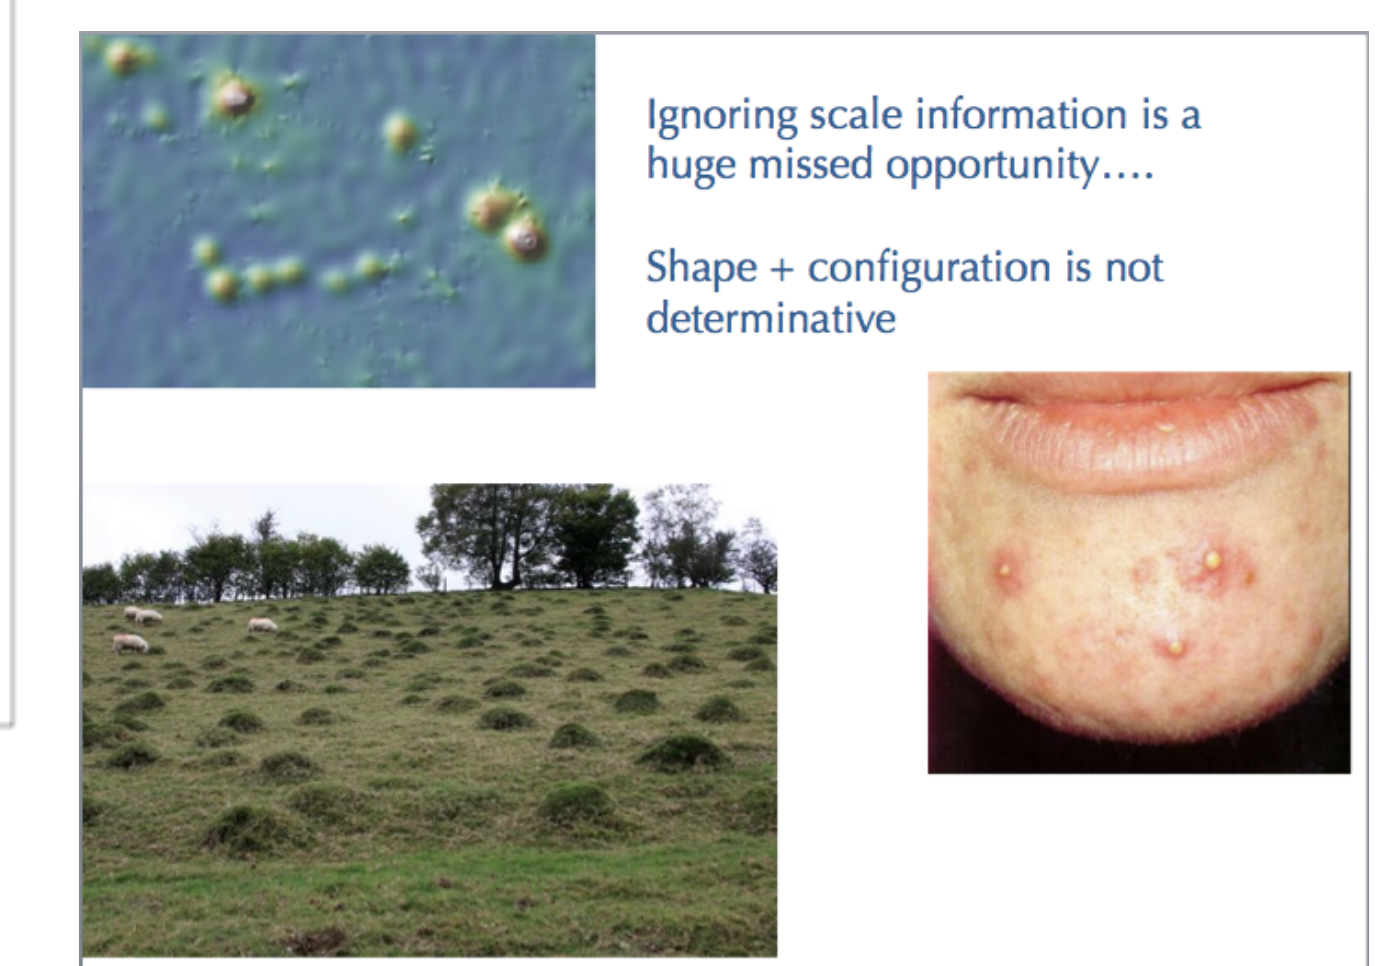 Ignoring scale information is a
huge missed opportunity....
Shape + configuration is not
determinative